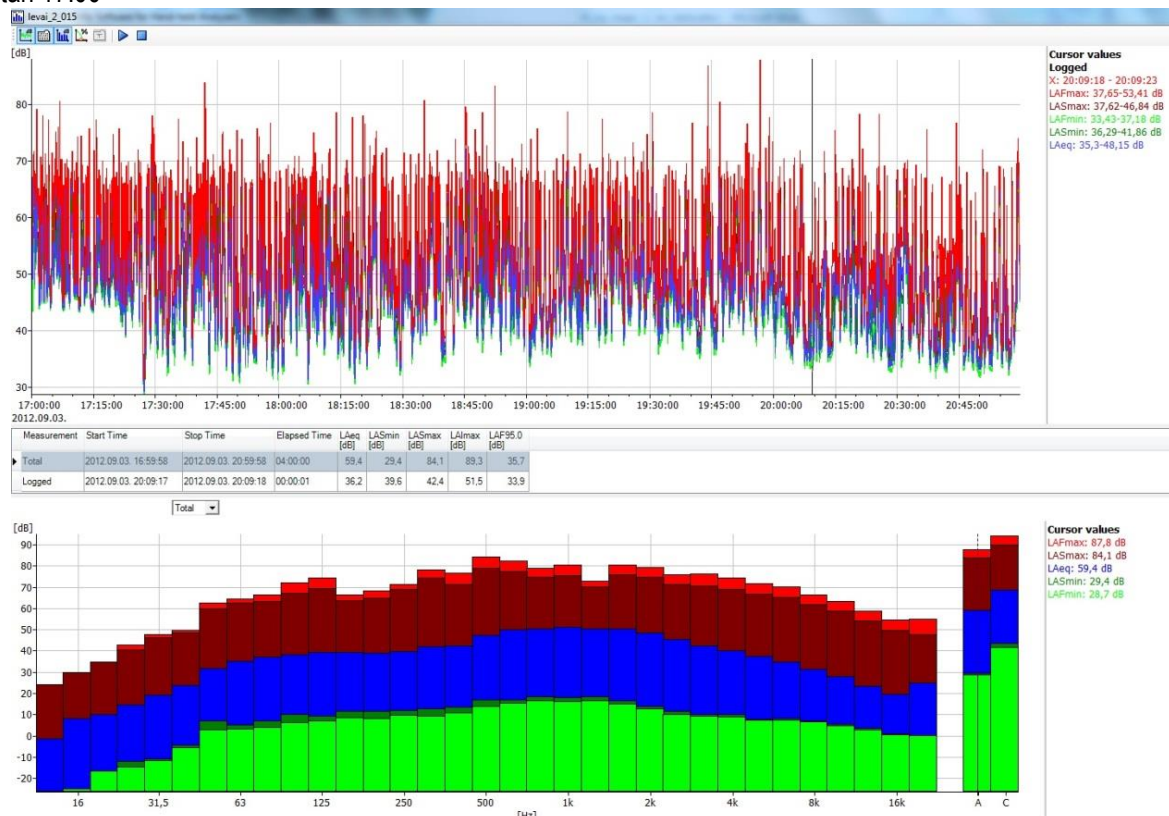 levai_2_015
[dB]
80
70
60
50
40
30
17:00:00 17:15:00 17:30:00 17:45:00 18:00:00 18:15:00 18:30:00 18:45:00 19:00:00 19:15:00 19:30:00 19:45:00 20:00:00 20:15:00 20:30:00 20:45:00
2012.09.03.
Cursor values
Logged
X: 20:09:18 - 20:09:23
LAFmax: 37,65-53,41 dB
LASmax: 37,62-46,84 dB
LAFmin: 33,43-37,18 dB
LASmin: 36,29-41,86 dB
LAeq: 35,3-48,15 dB
Measurement Start Time Stop Time Elapsed Time LAeq [dB] LASmin [dB] LASmax [dB] LAImax [dB] LAF95.0 [dB]
Total 2012.09.03. 16:59:58 2012.09.03. 20:59:58 04:00:00 59,4 29,4 84,1 89,3 35,7
Logged 2012.09.03. 20:09:17 2012.09.03. 20:09:18 00:00:01 36,2 39,6 42,4 51,5 33,9
Total
[dB]
90
80
70
60
50
40
30
20
10
0
-10
-20
16 31,5 63 125 250 500 1k 2k 4k 8k 16k A C
[Hz]
Cursor values
LAFmax: 87,8 dB
LASmax: 84,1 dB
LAeq: 59,4 dB
LASmin: 29,4 dB
LAFmin: 28,7 dB